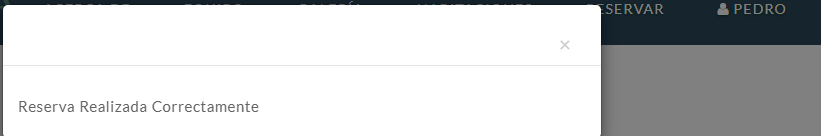 RESERVAR PEDRO
×
Reserva Realizada Correctamente